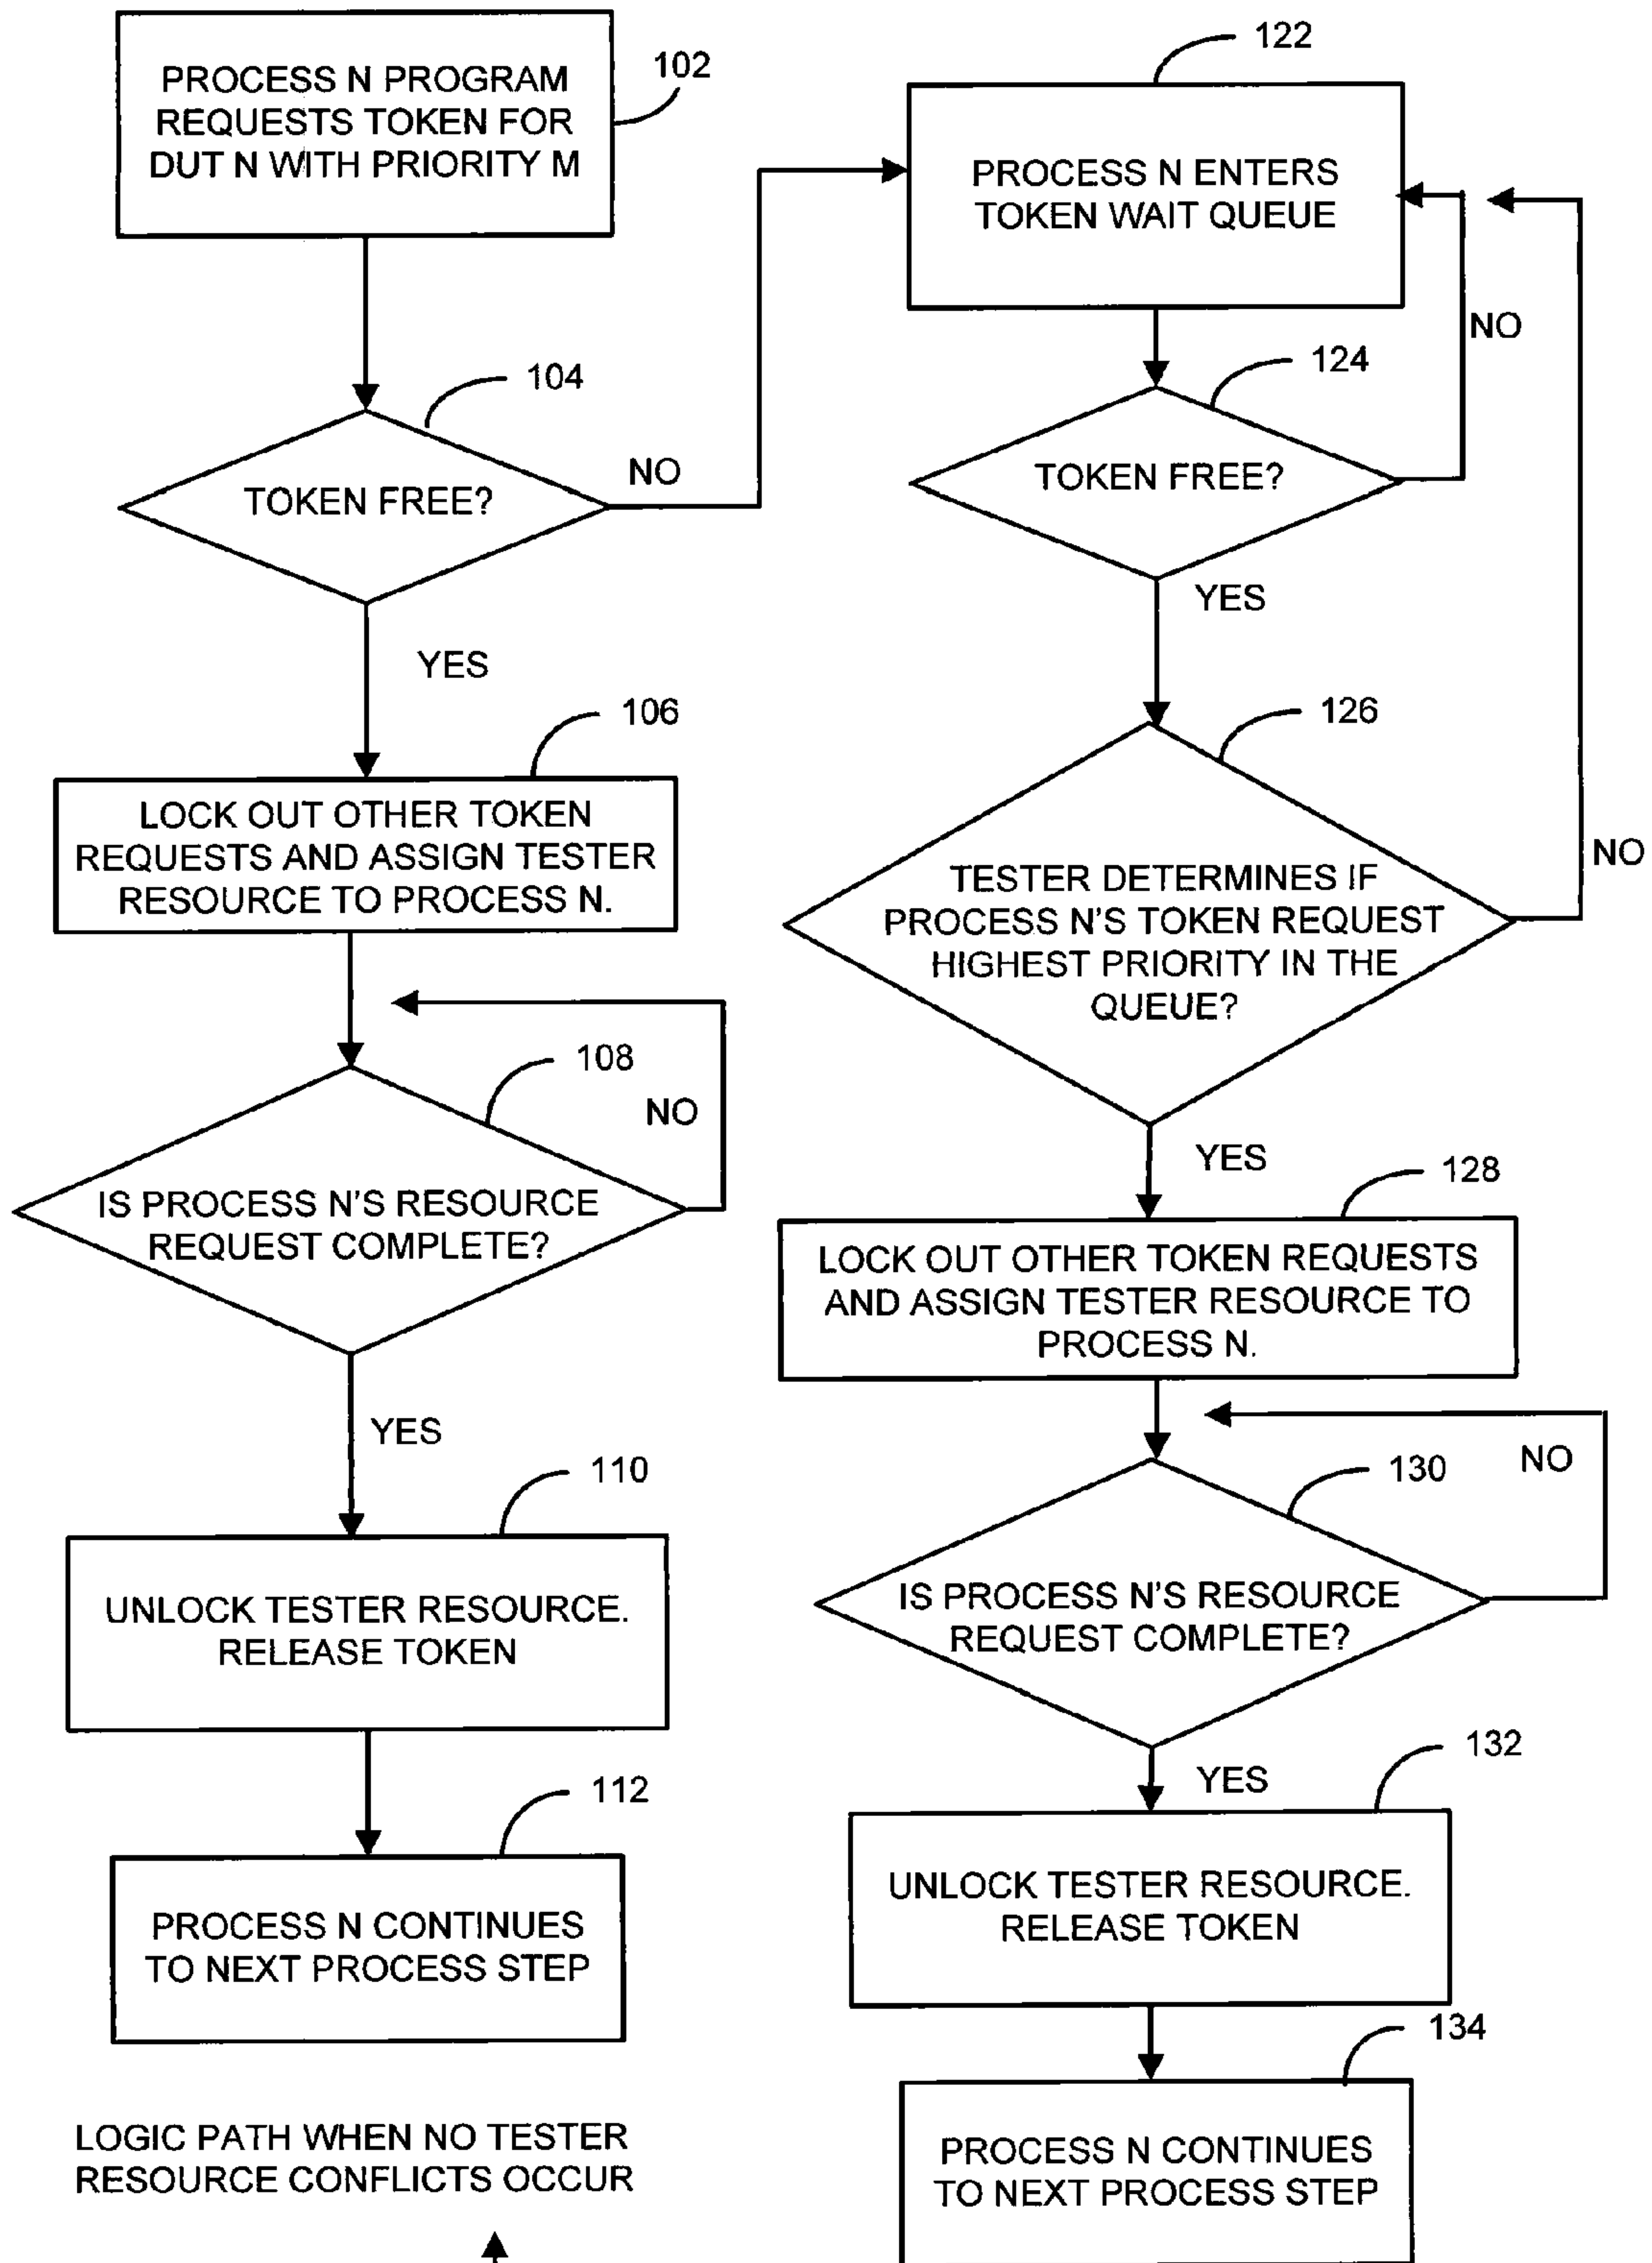 PROCESS N PROGRAM
REQUESTS TOKEN FOR
DUT N WITH PRIORITY M
102
104
TOKEN FREE?
NO
YES
106
LOCK OUT OTHER TOKEN
REQUESTS AND ASSIGN TESTER
RESOURCE TO PROCESS N.
108
NO
IS PROCESS N'S RESOURCE
REQUEST COMPLETE?
YES
110
UNLOCK TESTER RESOURCE.
RELEASE TOKEN
112
PROCESS N CONTINUES
TO NEXT PROCESS STEP
LOGIC PATH WHEN NO TESTER
RESOURCE CONFLICTS OCCUR
122
PROCESS N ENTERS
TOKEN WAIT QUEUE
NO
124
TOKEN FREE?
YES
126
NO
TESTER DETERMINES IF
PROCESS N'S TOKEN REQUEST
HIGHEST PRIORITY IN THE
QUEUE?
YES
128
LOCK OUT OTHER TOKEN REQUESTS
AND ASSIGN TESTER RESOURCE TO
PROCESS N.
130
NO
IS PROCESS N'S RESOURCE
REQUEST COMPLETE?
YES
132
UNLOCK TESTER RESOURCE.
RELEASE TOKEN
134
PROCESS N CONTINUES
TO NEXT PROCESS STEP